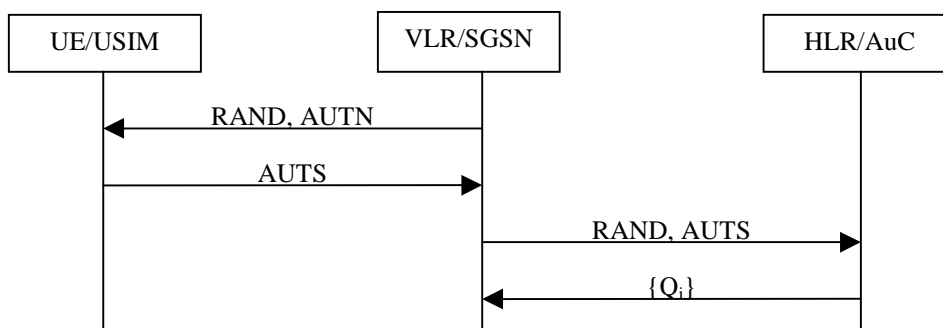 UE/USIM
VLR/SGSN
HLR/AuC
RAND, AUTN
AUTS
RAND, AUTS
{Qi}